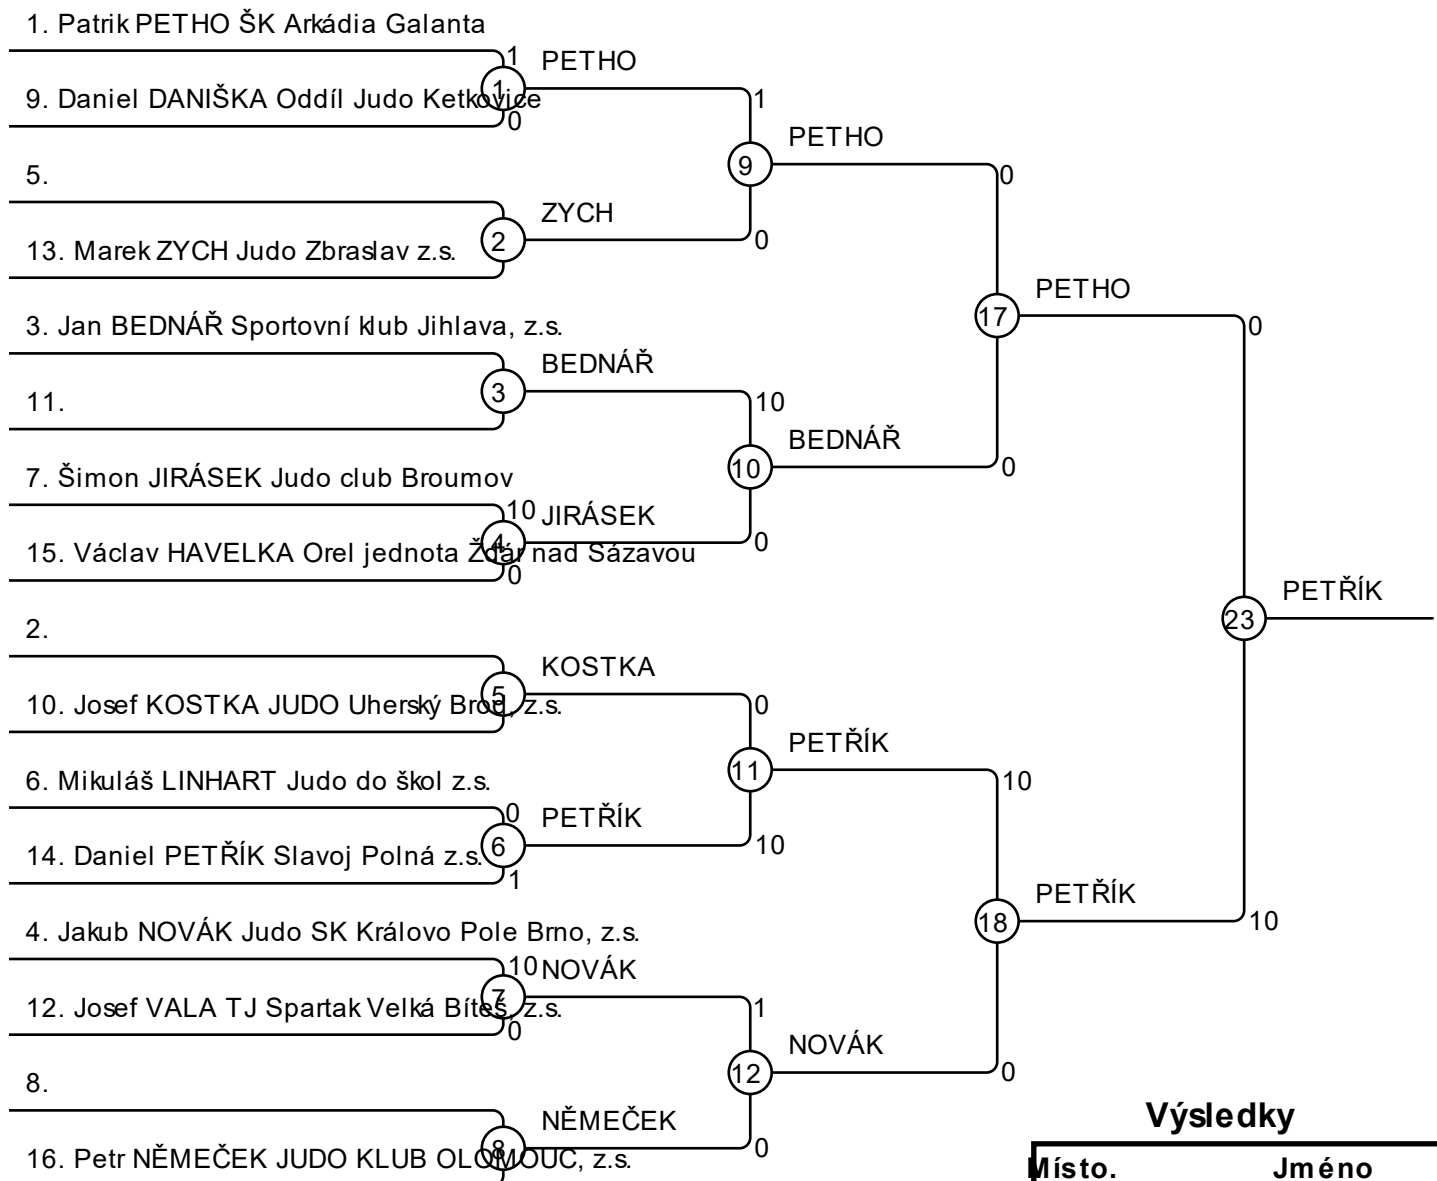 1. Patrik PETHO ŠK Arkádia Galanta
1
PETHO
1
9. Daniel DANIŠKA Oddíl Judo Ketkovice
0
1
PETHO
9
0
5.
ZYCH
2
0
13. Marek ZYCH Judo Zbraslav z.s.
PETHO
17
0
3. Jan BEDNÁŘ Sportovní klub Jihlava, z.s.
BEDNÁŘ
3
10
11.
BEDNÁŘ
10
0
7. Šimon JIRÁSEK Judo club Broumov
10
JIRÁSEK
4
0
15. Václav HAVELKA Orel jednota Žďár nad Sázavou
0
PETŘÍK
23
2.
KOSTKA
5
0
10. Josef KOSTKA JUDO Uherský Brod, z.s.
PETŘÍK
11
10
6. Mikuláš LINHART Judo do škol z.s.
0
PETŘÍK
6
10
14. Daniel PETŘÍK Slavoj Polná z.s.
1
PETŘÍK
18
10
4. Jakub NOVÁK Judo SK Královo Pole Brno, z.s.
10
NOVÁK
7
1
12. Josef VALA TJ Spartak Velká Bíteš, z.s.
0
NOVÁK
12
0
8.
NĚMEČEK
8
0
16. Petr NĚMEČEK JUDO KLUB OLOMOUC, z.s.
Výsledky
Místo. Jméno